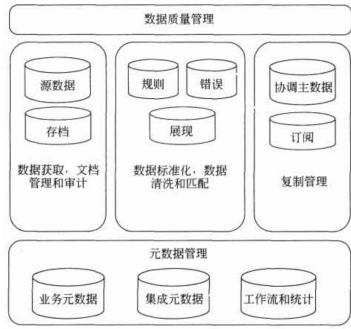 数据质量管理
源数据
存档
数据获取，文档
管理和审计
规则
错误
展现
数据标准化，数据
清洗和匹配
协调主数据
订阅
复制管理
元数据管理
业务元数据
集成元数据
工作流和统计